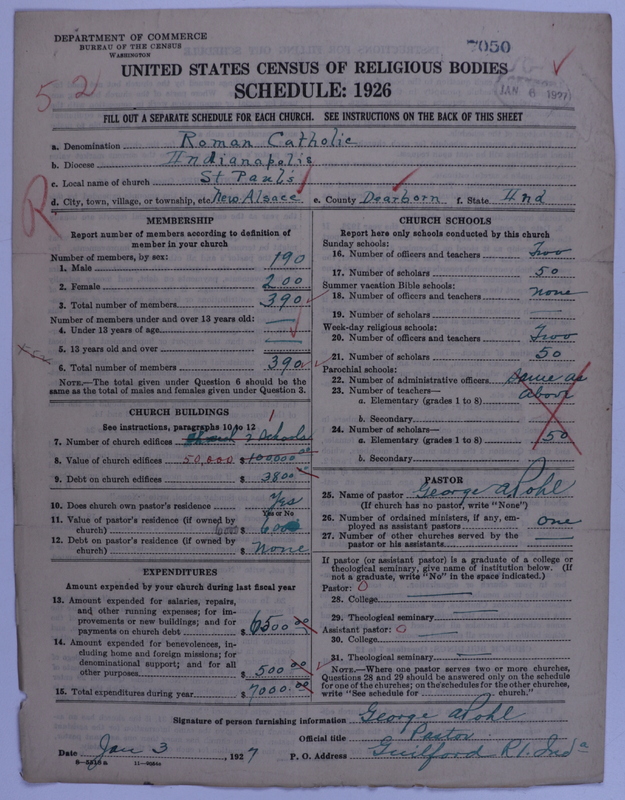 DEPARTMENT OF COMMERCE
BUREAU OF THE CENSUS
WASHINGTON
7050
UNITED STATES CENSUS OF RELIGIOUS BODIES
JAN 6 1927
SCHEDULE: 1926
52
FILL OUT A SEPARATE SCHEDULE FOR EACH CHURCH. SEE INSTRUCTIONS ON THE BACK OF THIS SHEET
a. Denomination Roman Catholic
b. Diocese Indianapolis
c. Local name of church St Paul's
d. City, town, village, or township, etc. New Alsace e. County Dearborn f. State Ind
R
MEMBERSHIP
Report number of members according to definition of
member in your church
Number of members, by sex:
1. Male 190
2. Female 200
3. Total number of members 390
Number of members under and over 13 years old:
4. Under 13 years of age
5. 13 years old and over
6. Total number of members 390
NOTE.—The total given under Question 6 should be the
same as the total of males and females given under Question 3.
CHURCH BUILDINGS
See instructions, paragraphs 10 to 12
7. Number of church edifices 1 Church 2 Schools
8. Value of church edifices 50,000 $100000.00
9. Debt on church edifices $3800.00
10. Does church own pastor's residence Yes
Yes or No
11. Value of pastor's residence (if owned by
church) 6000 $6000
12. Debt on pastor's residence (if owned by
church) $None
EXPENDITURES
Amount expended by your church during last fiscal year
13. Amount expended for salaries, repairs,
and other running expenses; for im-
provements or new buildings; and for
payments on church debt $6500.00
14. Amount expended for benevolences, in-
cluding home and foreign missions; for
denominational support; and for all
other purposes $500.00
15. Total expenditures during year $7000.00
CHURCH SCHOOLS
Report here only schools conducted by this church
Sunday schools:
16. Number of officers and teachers Two
17. Number of scholars 50
Summer vacation Bible schools:
18. Number of officers and teachers None
19. Number of scholars
Week-day religious schools:
20. Number of officers and teachers Two
21. Number of scholars 50
Parochial schools:
22. Number of administrative officers Same as
23. Number of teachers— above
a. Elementary (grades 1 to 8)
b. Secondary
24. Number of scholars—
a. Elementary (grades 1 to 8) 50
b. Secondary
PASTOR
25. Name of pastor George A Pohl
(If church has no pastor, write "None")
26. Number of ordained ministers, if any, em-
ployed as assistant pastors One
27. Number of other churches served by the
pastor or his assistants
If pastor (or assistant pastor) is a graduate of a college or
theological seminary, give name of institution below. (If
not a graduate, write "No" in the space indicated.)
Pastor: 0
28. College
29. Theological seminary
Assistant pastor: 0
30. College
31. Theological seminary
NOTE.—Where one pastor serves two or more churches,
Questions 28 and 29 should be answered only on the schedule
for one of the churches; on the schedules for the other churches,
write "See schedule for church."
Signature of person furnishing information George A Pohl
Official title Pastor
Date Jan 3, 1927 P. O. Address Guilford R1. Inda